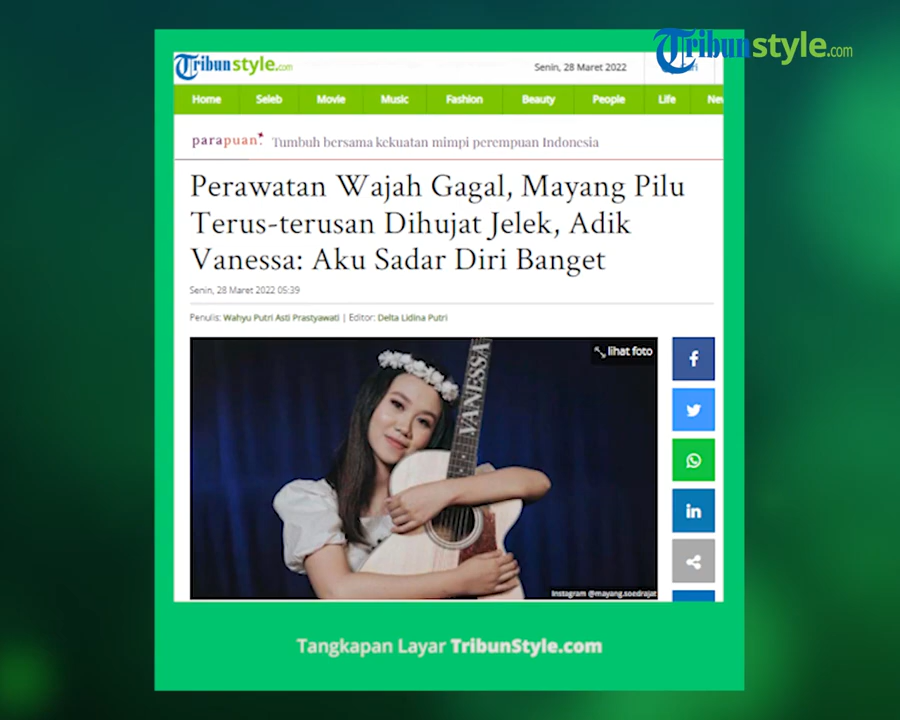 Tribunstyle.com
Tribunstyle.com
Senin, 28 Maret 2022
Home Seleb Movie Music Fashion Beauty People Life
parapuan. Tumbuh bersama kekuatan mimpi perempuan Indonesia
Perawatan Wajah Gagal, Mayang Pilu
Terus-terusan Dihujat Jelek, Adik
Vanessa: Aku Sadar Diri Banget
Senin, 28 Maret 2022 05:39
Penulis: Wahyu Putri Asti Prastyawati | Editor: Delta Lidina Putri
lihat foto
VANESSA
Instagram @mayang.soedrajat
Tangkapan Layar TribunStyle.com